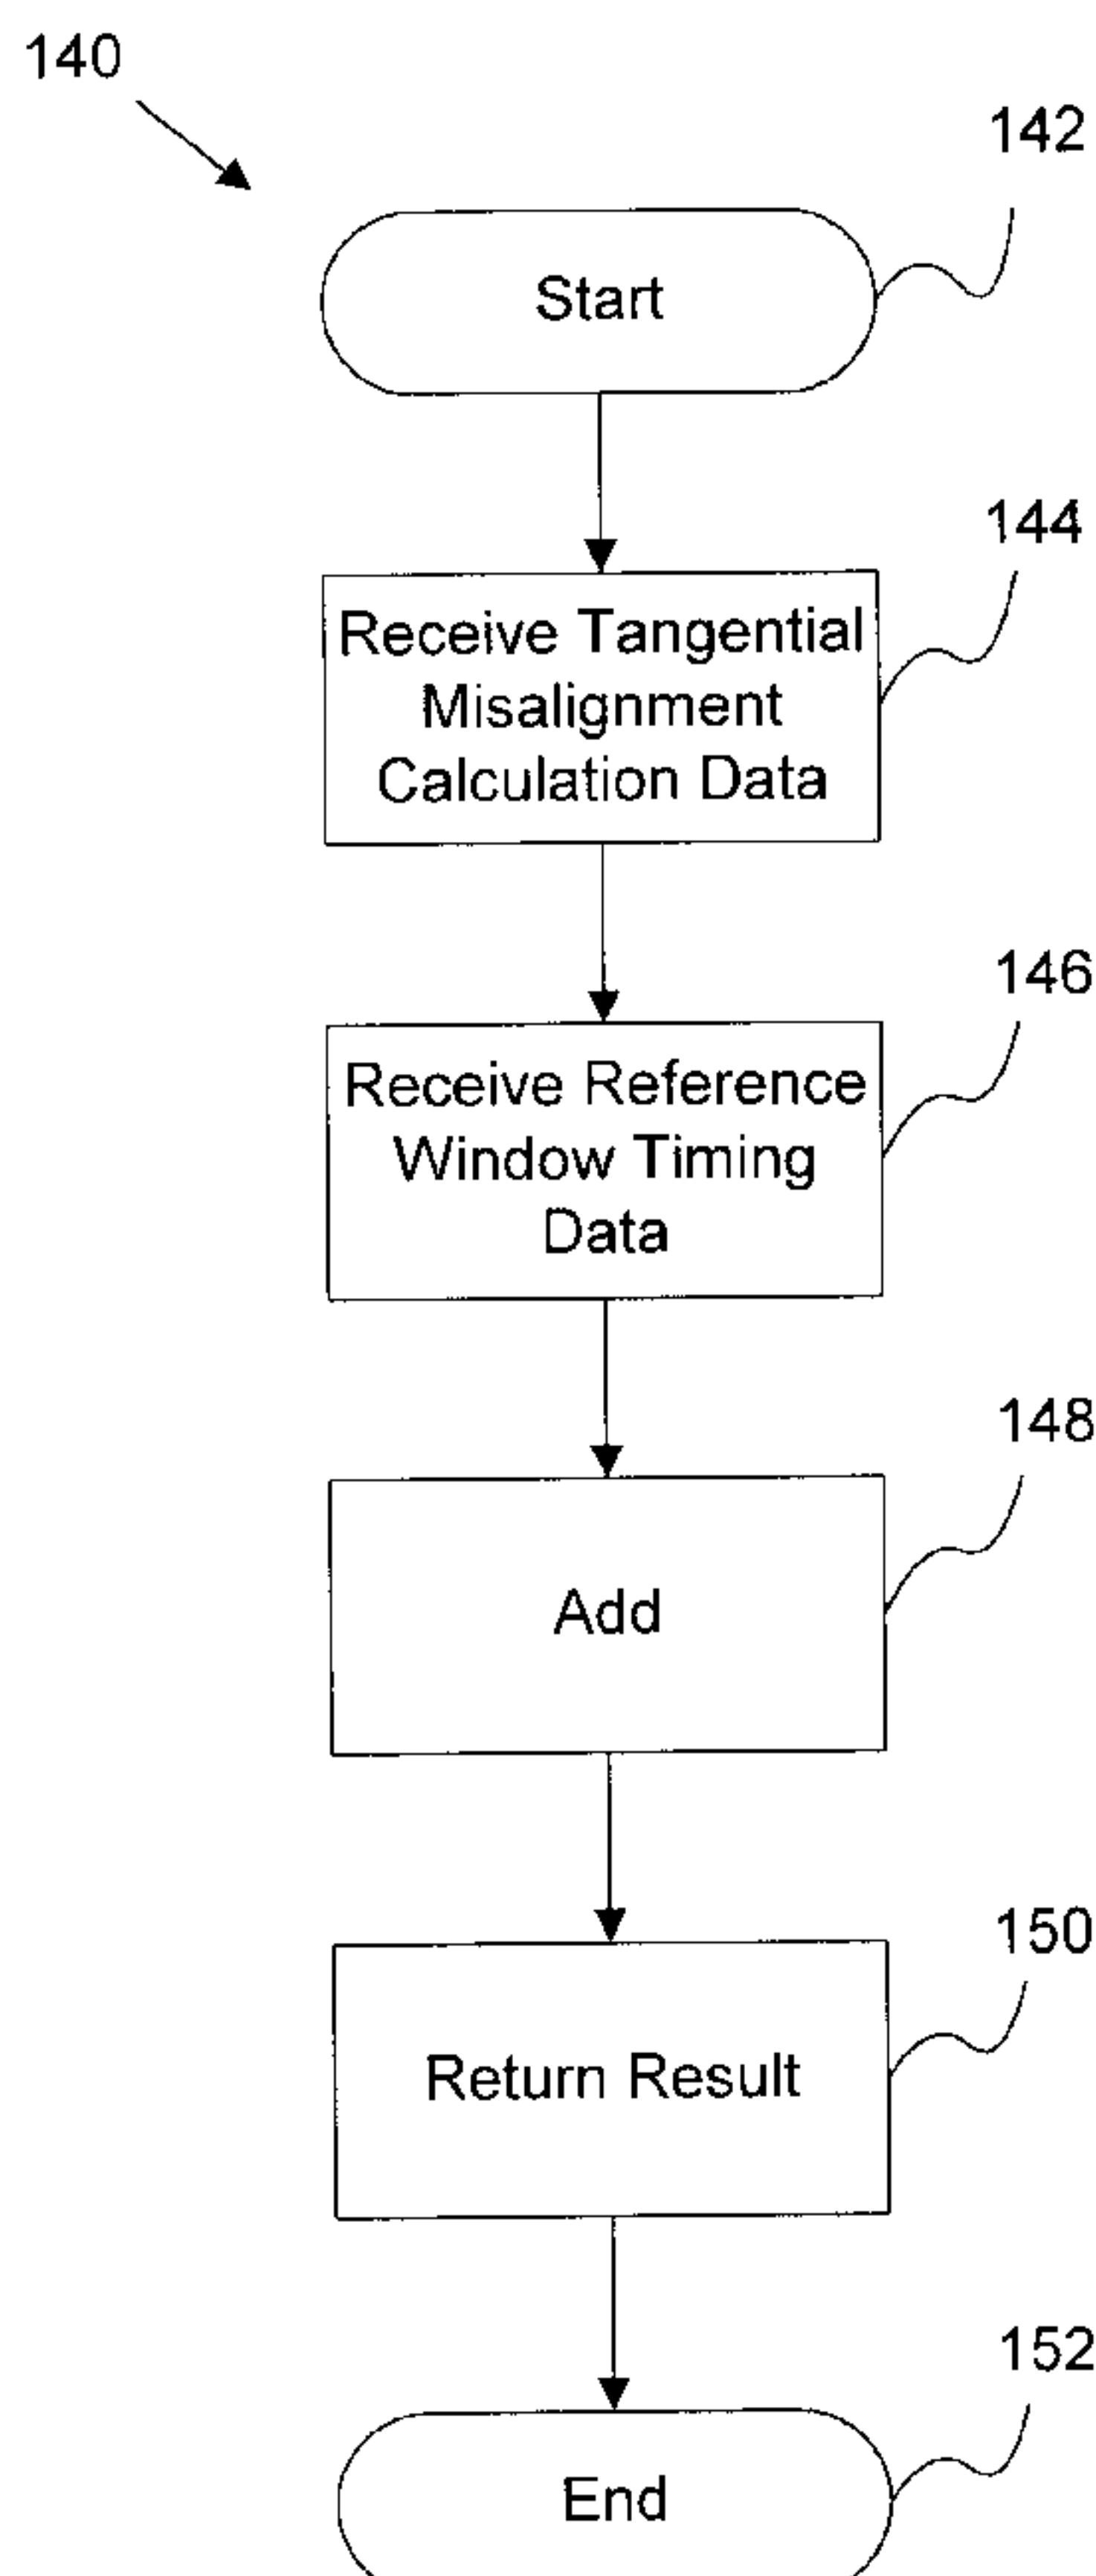 140
142
Start
144
Receive Tangential
Misalignment
Calculation Data
146
Receive Reference
Window Timing
Data
148
Add
150
Return Result
152
End